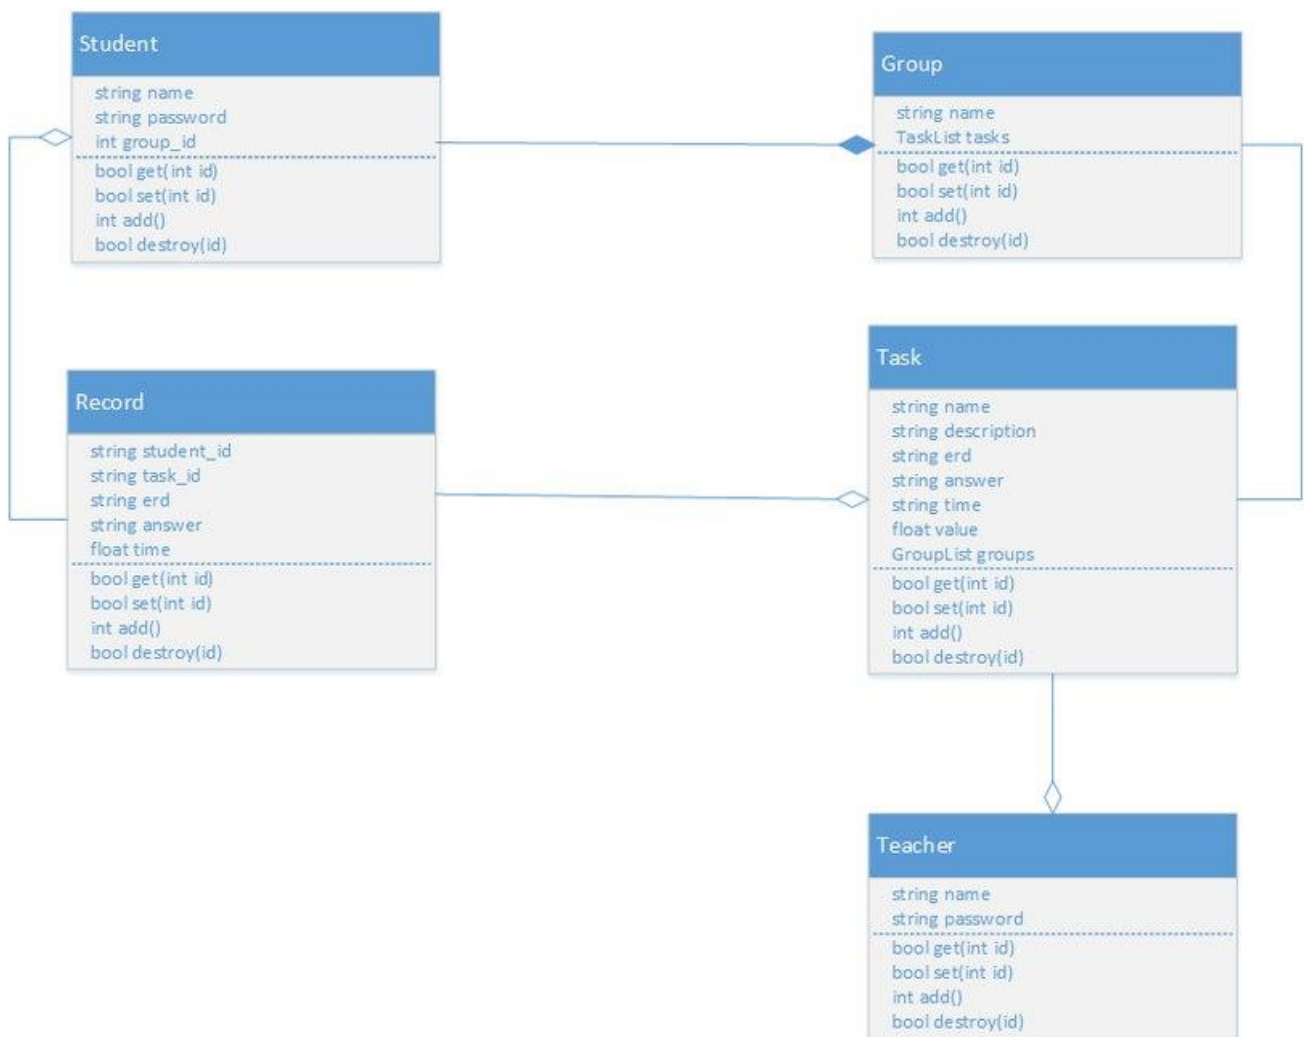 Student
string name
string password
int group_id
bool get(int id)
bool set(int id)
int add()
bool destroy(id)
Group
string name
TaskList tasks
bool get(int id)
bool set(int id)
int add()
bool destroy(id)
Record
string student_id
string task_id
string erd
string answer
float time
bool get(int id)
bool set(int id)
int add()
bool destroy(id)
Task
string name
string description
string erd
string answer
string time
float value
GroupList groups
bool get(int id)
bool set(int id)
int add()
bool destroy(id)
Teacher
string name
string password
bool get(int id)
bool set(int id)
int add()
bool destroy(id)